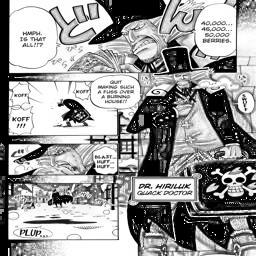 40,000...
45,000...
50,000
BERRIES.
HMPH.
IS THAT
ALL!!?
QUIT
MAKING SUCH
A FUSS OVER
A BURNING
HOUSE!!
KOFF
!!!
KOFF
!!
BLAST.
HUFF...
HUFF...
DR. HIRILUK
QUACK DOCTOR
PLUP...